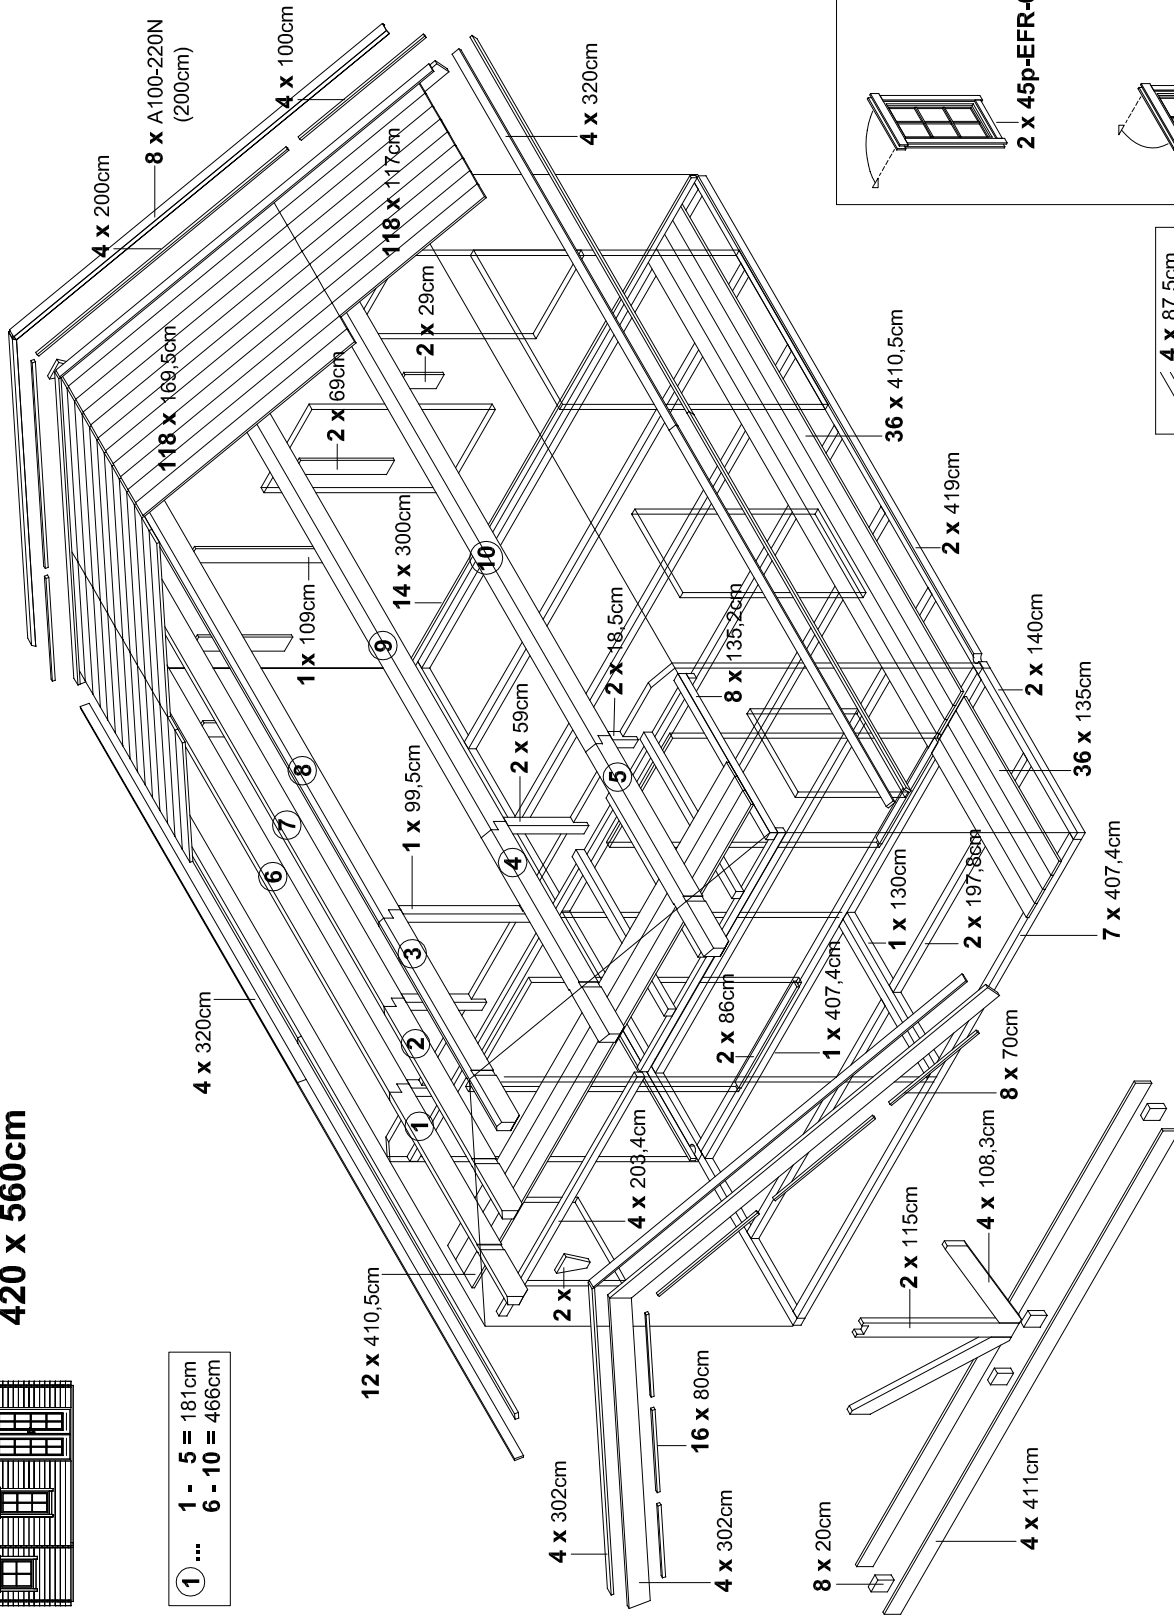 420 x 560cm
1 ... 1 - 5 = 181cm
6 - 10 = 466cm
4 x 200cm
8 x A100-220N
(200cm)
4 x 100cm
4 x 320cm
118 x 169,5cm
118 x 117cm
2 x 29cm
2 x 69cm
1 x 109cm
14 x 300cm
36 x 410,5cm
2 x 419cm
2 x 140cm
36 x 135cm
7 x 407,4cm
2 x 18,5cm
8 x 135,2cm
2 x 59cm
1 x 99,5cm
1
2
3
4
5
6
7
8
9
10
4 x 320cm
12 x 410,5cm
1 x 130cm
2 x 197,8cm
2 x 86cm
1 x 407,4cm
4 x 203,4cm
2 x
8 x 70cm
4 x 108,3cm
2 x 115cm
16 x 80cm
4 x 302cm
4 x 302cm
8 x 20cm
4 x 411cm
2 x 45p-EFR-
4 x 87,5cm